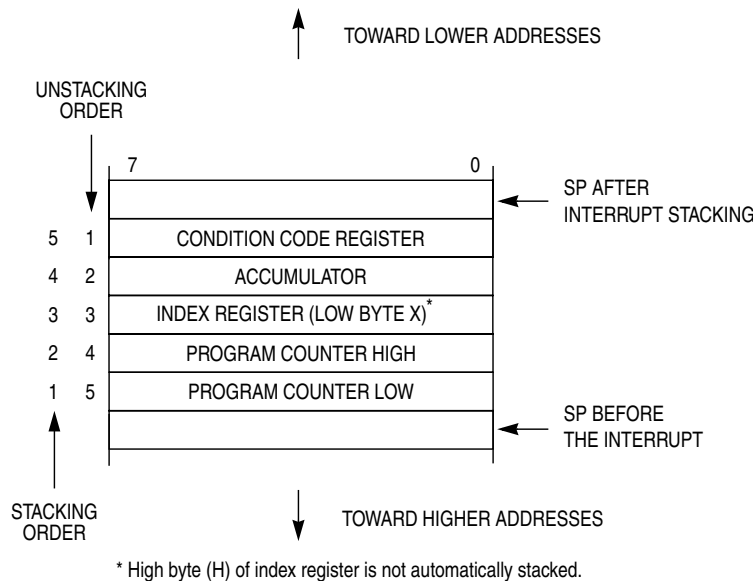 TOWARD LOWER ADDRESSES
UNSTACKING
ORDER
7 0
SP AFTER
INTERRUPT STACKING
5 1 CONDITION CODE REGISTER
4 2 ACCUMULATOR
3 3 INDEX REGISTER (LOW BYTE X)*
2 4 PROGRAM COUNTER HIGH
1 5 PROGRAM COUNTER LOW
SP BEFORE
THE INTERRUPT
STACKING
ORDER
TOWARD HIGHER ADDRESSES
* High byte (H) of index register is not automatically stacked.